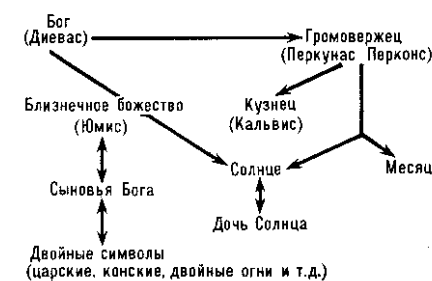 Бог
(Диевас)
Громовержец
(Перкунас Перконс)
Близнечное божество
(Юмис)
Кузнец
(Кальвис)
Солнце
Месяц
Сыновья Бога
Дочь Солнца
Двойные символы
(царские, конские, двойные огни и т.д.)